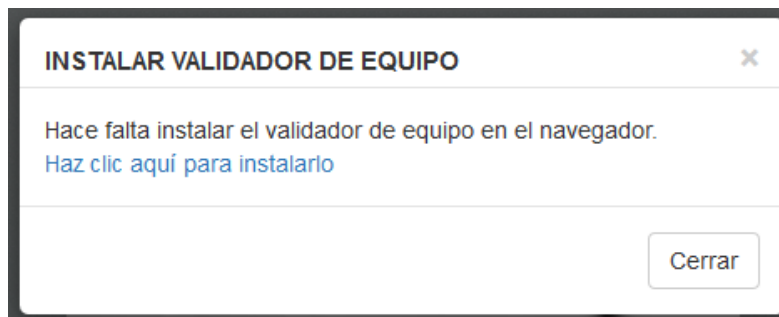 INSTALAR VALIDADOR DE EQUIPO ×
Hace falta instalar el validador de equipo en el navegador.
Haz clic aquí para instalarlo
Cerrar